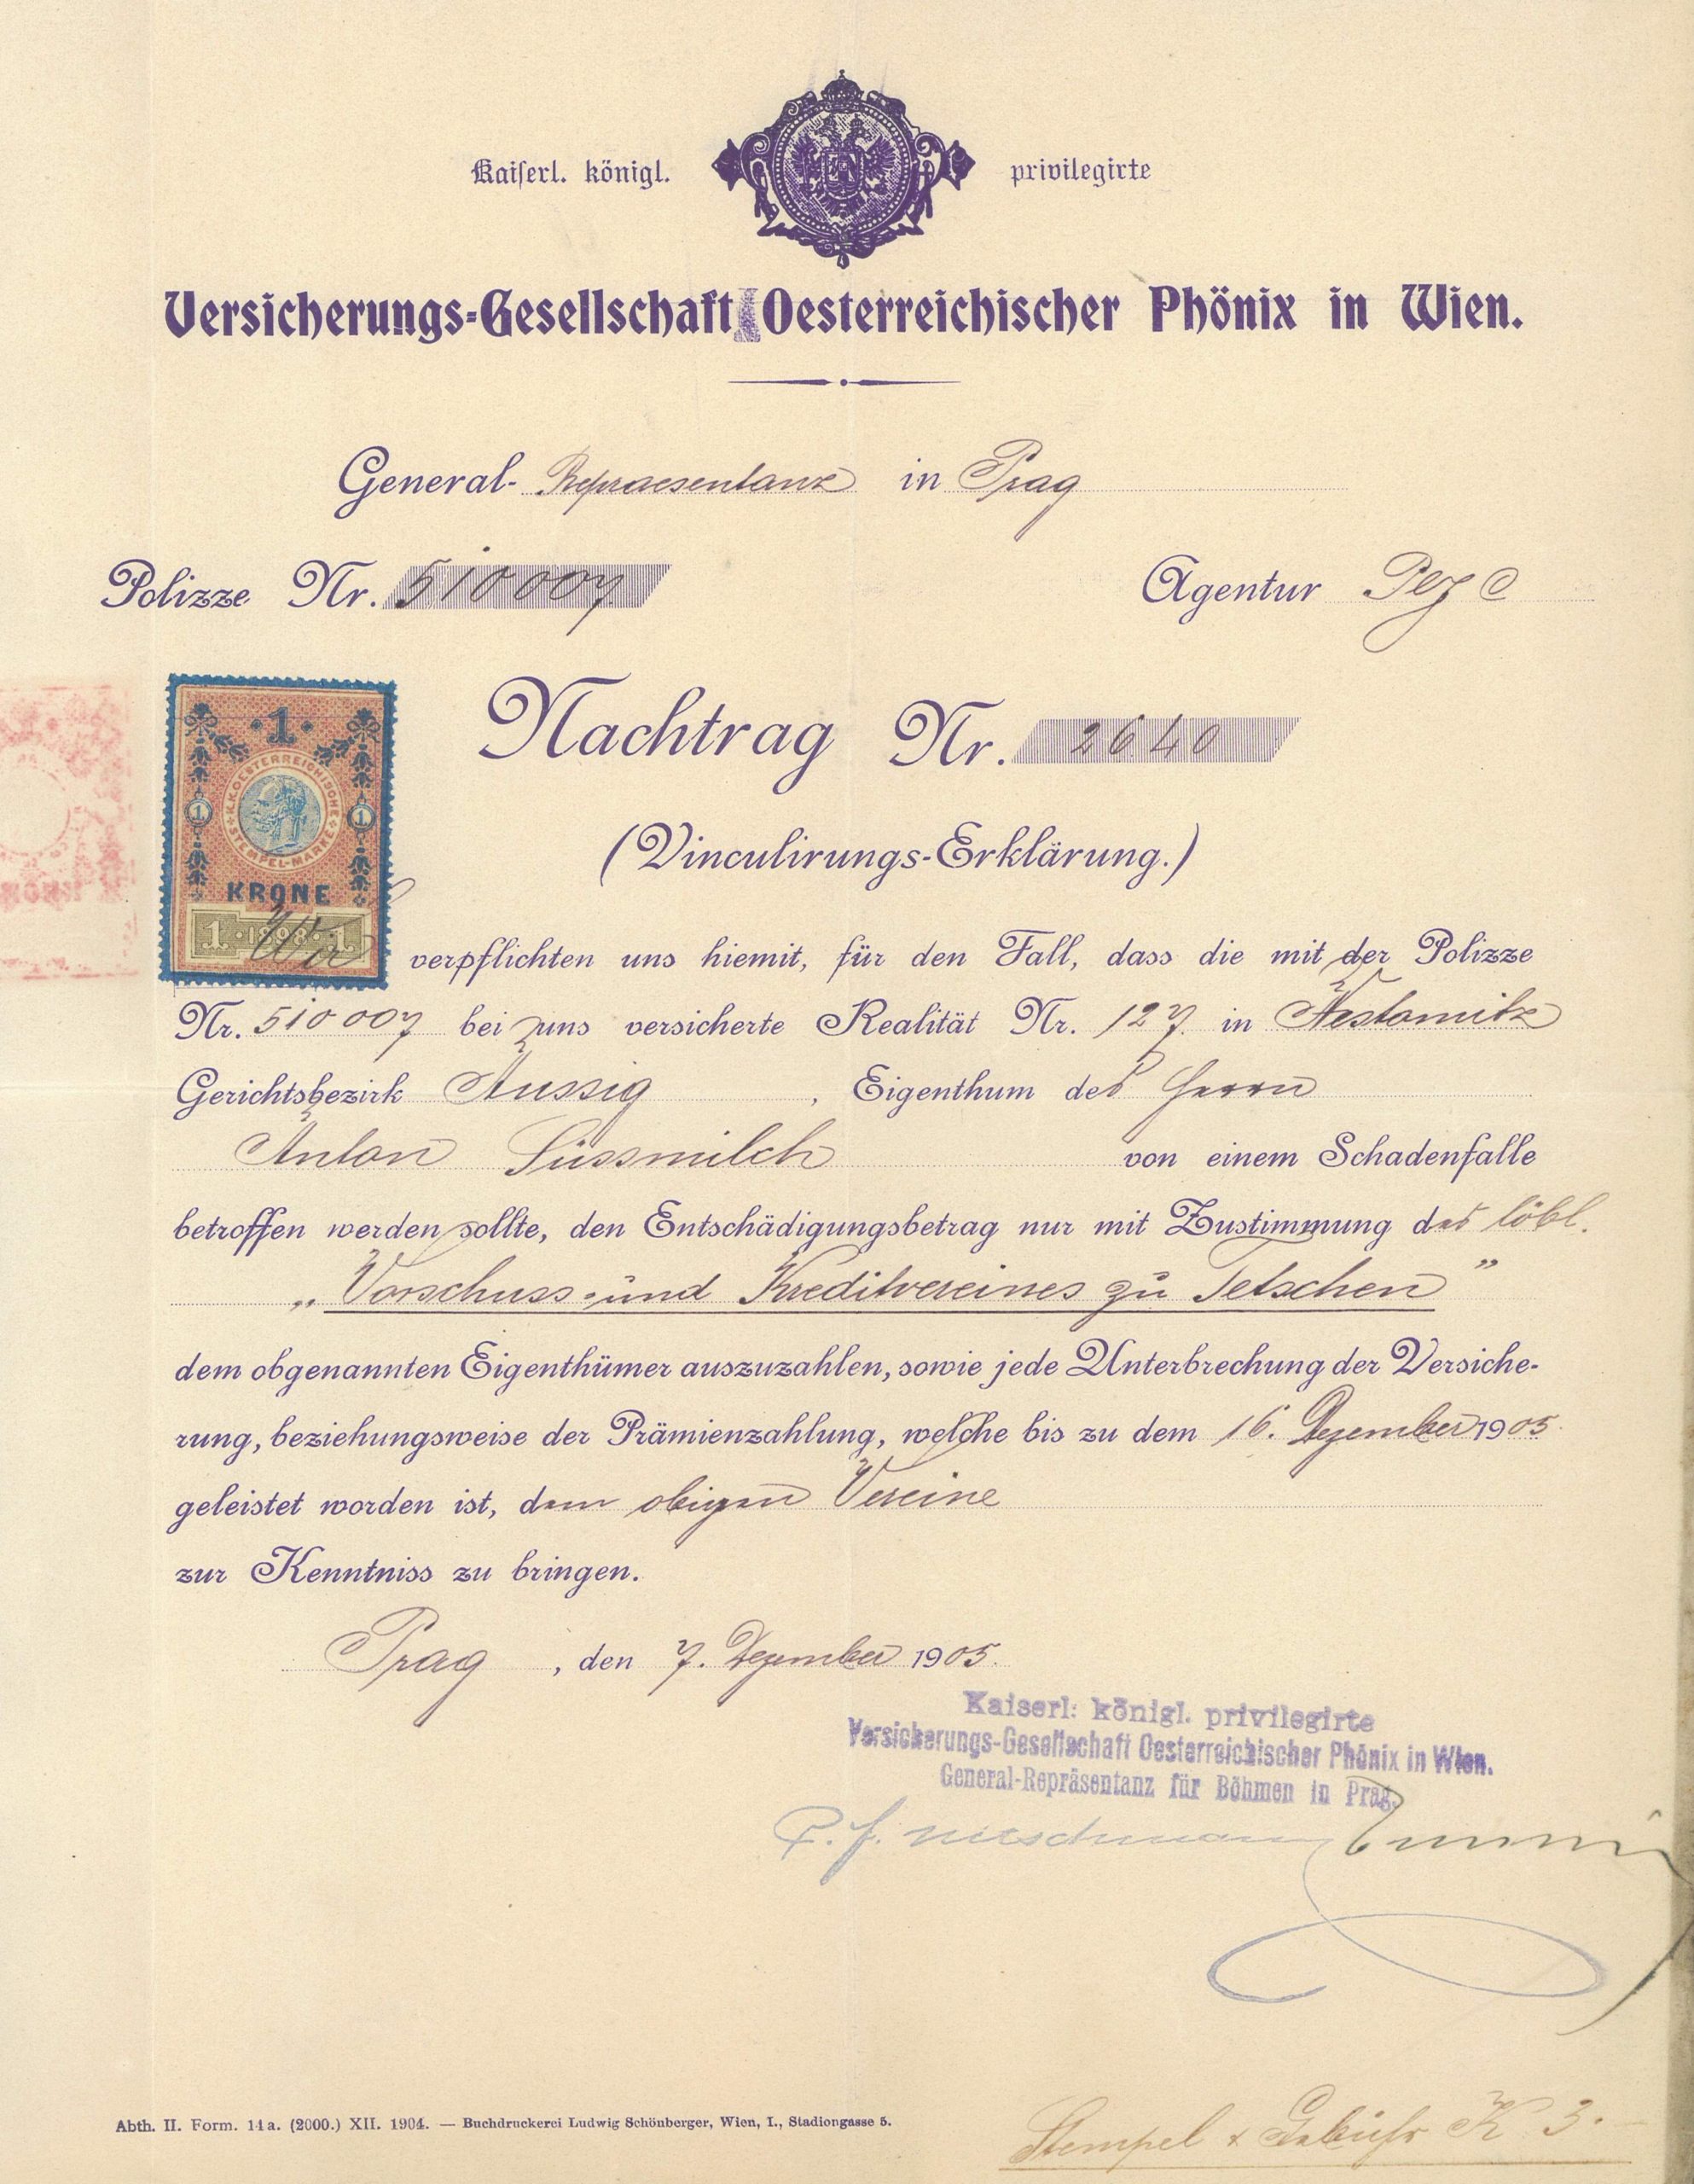 Kaiserl. königl. privilegirte
Versicherungs-Gesellschaft Oesterreichischer Phönix in Wien.
General- Repraesentanz in Prag
Polizze Nr. 510007 Agentur
Nachtrag Nr. 2640
(Vinculirungs-Erklärung.)
1
K.K. OESTERREICHISCHE STEMPEL-MARKE
1 1
KRONE
1 · 1898 · 1
Wir verpflichten uns hiemit, für den Fall, dass die mit der Polizze
Nr. 510007 bei uns versicherte Realität Nr. 127 in Nestomitz
Gerichtsbezirk Aussig, Eigenthum des Herrn
Anton Süssmilch von einem Schadenfalle
betroffen werden sollte, den Entschädigungsbetrag nur mit Zustimmung des löbl.
„Vorschuss- und Kreditvereines zu Tetschen"
dem obgenannten Eigenthümer auszuzahlen, sowie jede Unterbrechung der Versiche-
rung, beziehungsweise der Prämienzahlung, welche bis zu dem 16. Dezember 1905
geleistet worden ist, dem obigen Vereine
zur Kenntniss zu bringen.
Prag, den 7. Dezember 1905.
Kaiserl. königl. privilegirte
Versicherungs-Gesellschaft Oesterreichischer Phönix in Wien.
General-Repräsentanz für Böhmen in Prag.
Abth. II. Form. 14a. (2000.) XII. 1904. — Buchdruckerei Ludwig Schönberger, Wien, I., Stadiongasse 5.
Stempel & Gebühr K 3.-